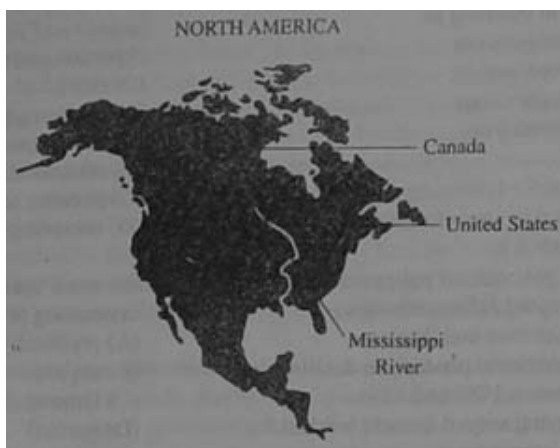 NORTH AMERICA
Canada
United States
Mississippi
River